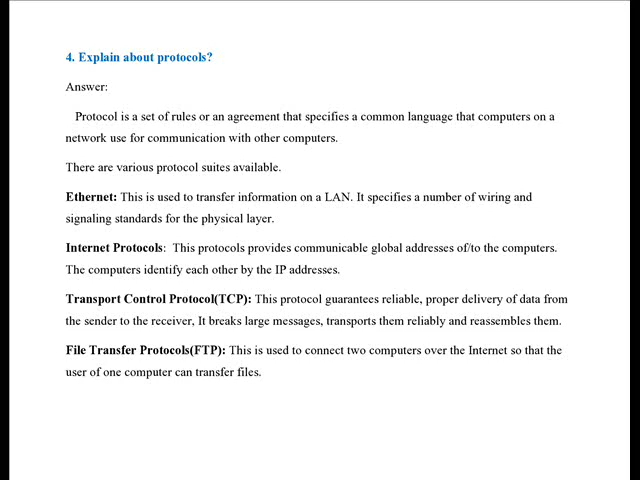 4. Explain about protocols?
Answer:
Protocol is a set of rules or an agreement that specifies a common language that computers on a
network use for communication with other computers.
There are various protocol suites available.
Ethernet: This is used to transfer information on a LAN. It specifies a number of wiring and
signaling standards for the physical layer.
Internet Protocols:  This protocols provides communicable global addresses of/to the computers.
The computers identify each other by the IP addresses.
Transport Control Protocol(TCP): This protocol guarantees reliable, proper delivery of data from
the sender to the receiver, It breaks large messages, transports them reliably and reassembles them.
File Transfer Protocols(FTP): This is used to connect two computers over the Internet so that the
user of one computer can transfer files.